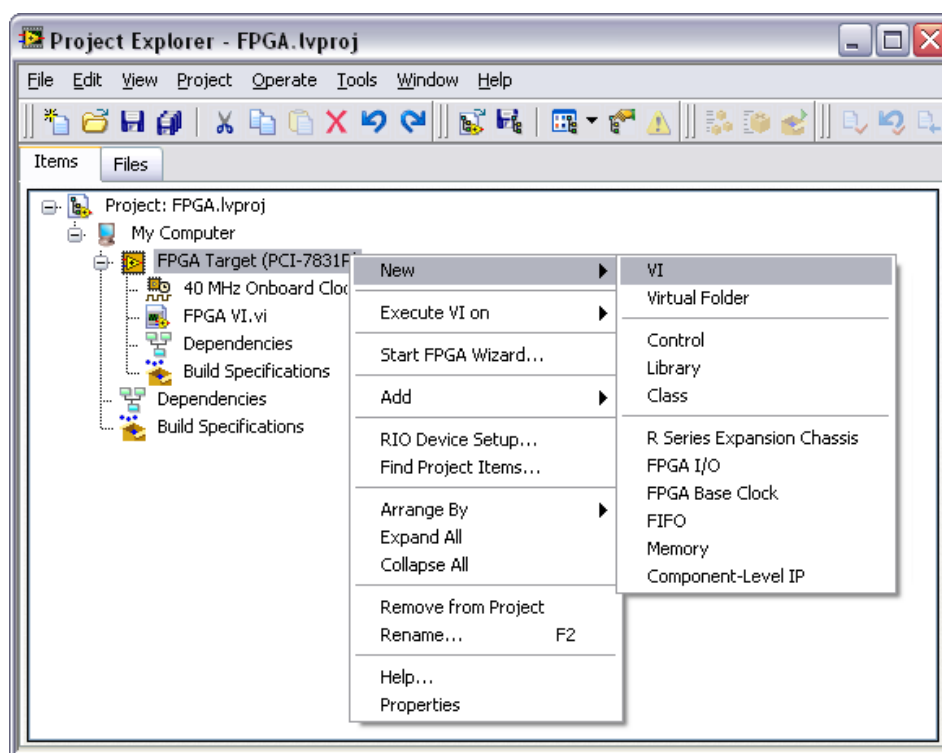 Project Explorer - FPGA.lvproj
File Edit View Project Operate Tools Window Help
Items Files
Project: FPGA.lvproj
My Computer
FPGA Target (PCI-7831R
40 MHz Onboard Cloc
FPGA VI.vi
Dependencies
Build Specifications
Dependencies
Build Specifications
New
Execute VI on
Start FPGA Wizard...
Add
RIO Device Setup...
Find Project Items...
Arrange By
Expand All
Collapse All
Remove from Project
Rename... F2
Help...
Properties
VI
Virtual Folder
Control
Library
Class
R Series Expansion Chassis
FPGA I/O
FPGA Base Clock
FIFO
Memory
Component-Level IP